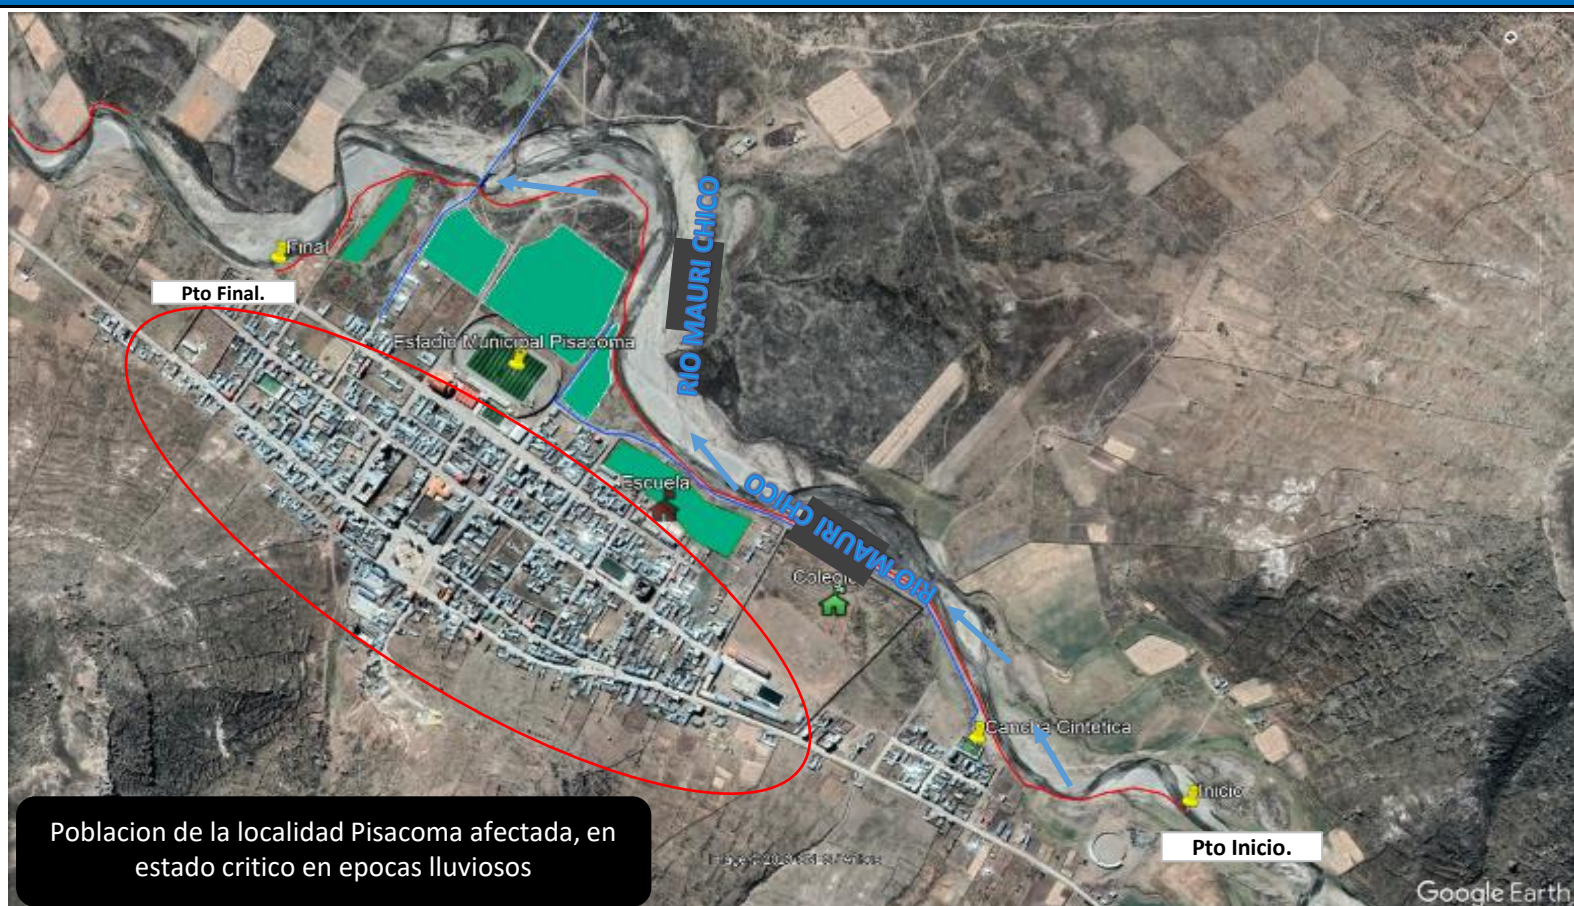 RIO MAURI CHICO
Final
Pto Final.
Estadio Municipal Pisacoma
Escuela
RIO MAURI CHICO
Colegio
Cancha Cintetica
Inicio
Pto Inicio.
Poblacion de la localidad Pisacoma afectada, en
estado critico en epocas lluviosos
Google Earth